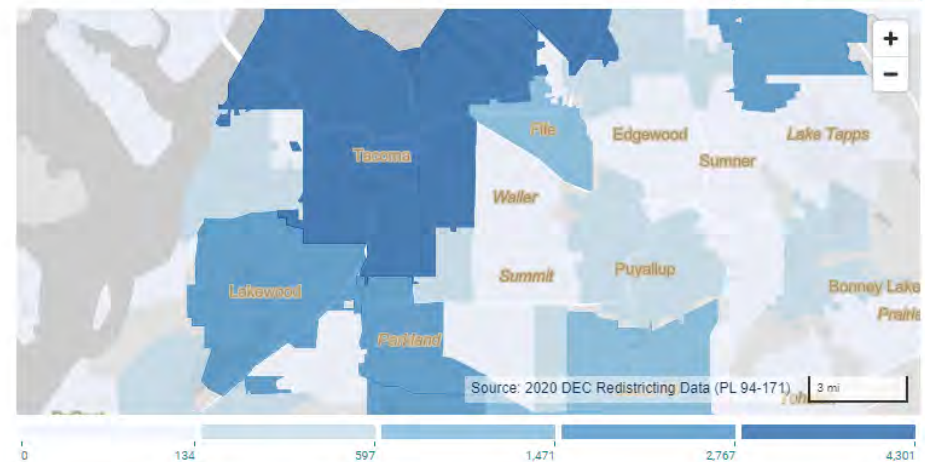 +
−
Fife
Edgewood
Lake Tapps
Tacoma
Sumner
Waller
Summit
Puyallup
Lakewood
Bonney Lake
Prairie
Parkland
Source: 2020 DEC Redistricting Data (PL 94-171)
3 mi
0
134
597
1,471
2,767
4,301